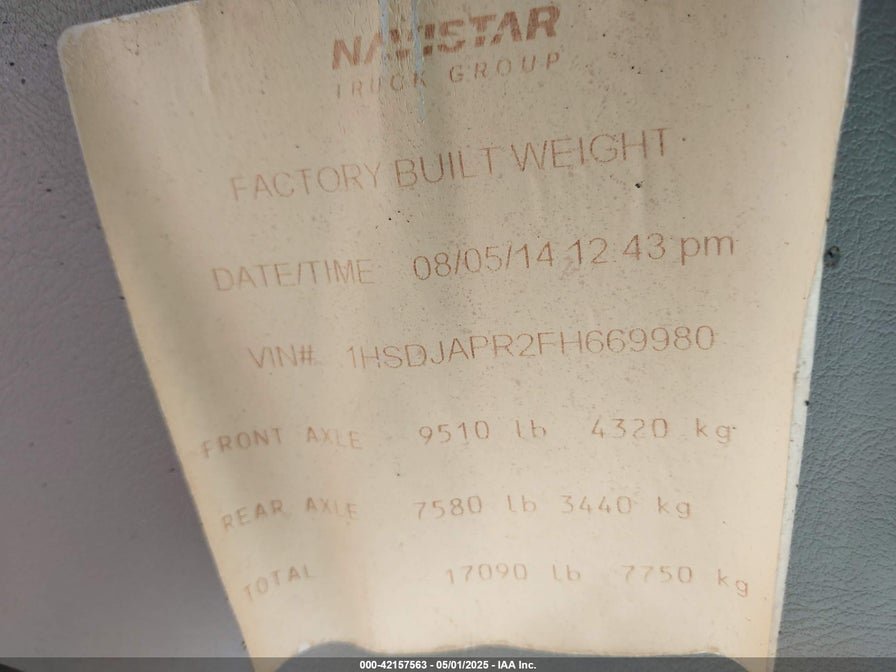 NAVISTAR
TRUCK GROUP
FACTORY BUILT WEIGHT
DATE/TIME 08/05/14 12:43 pm
VIN# 1HSDJAPR2FH669980
FRONT AXLE 9510 lb 4320 kg
REAR AXLE 7580 lb 3440 kg
TOTAL 17090 lb 7750 kg
000-42157563 - 05/01/2025 - IAA Inc.